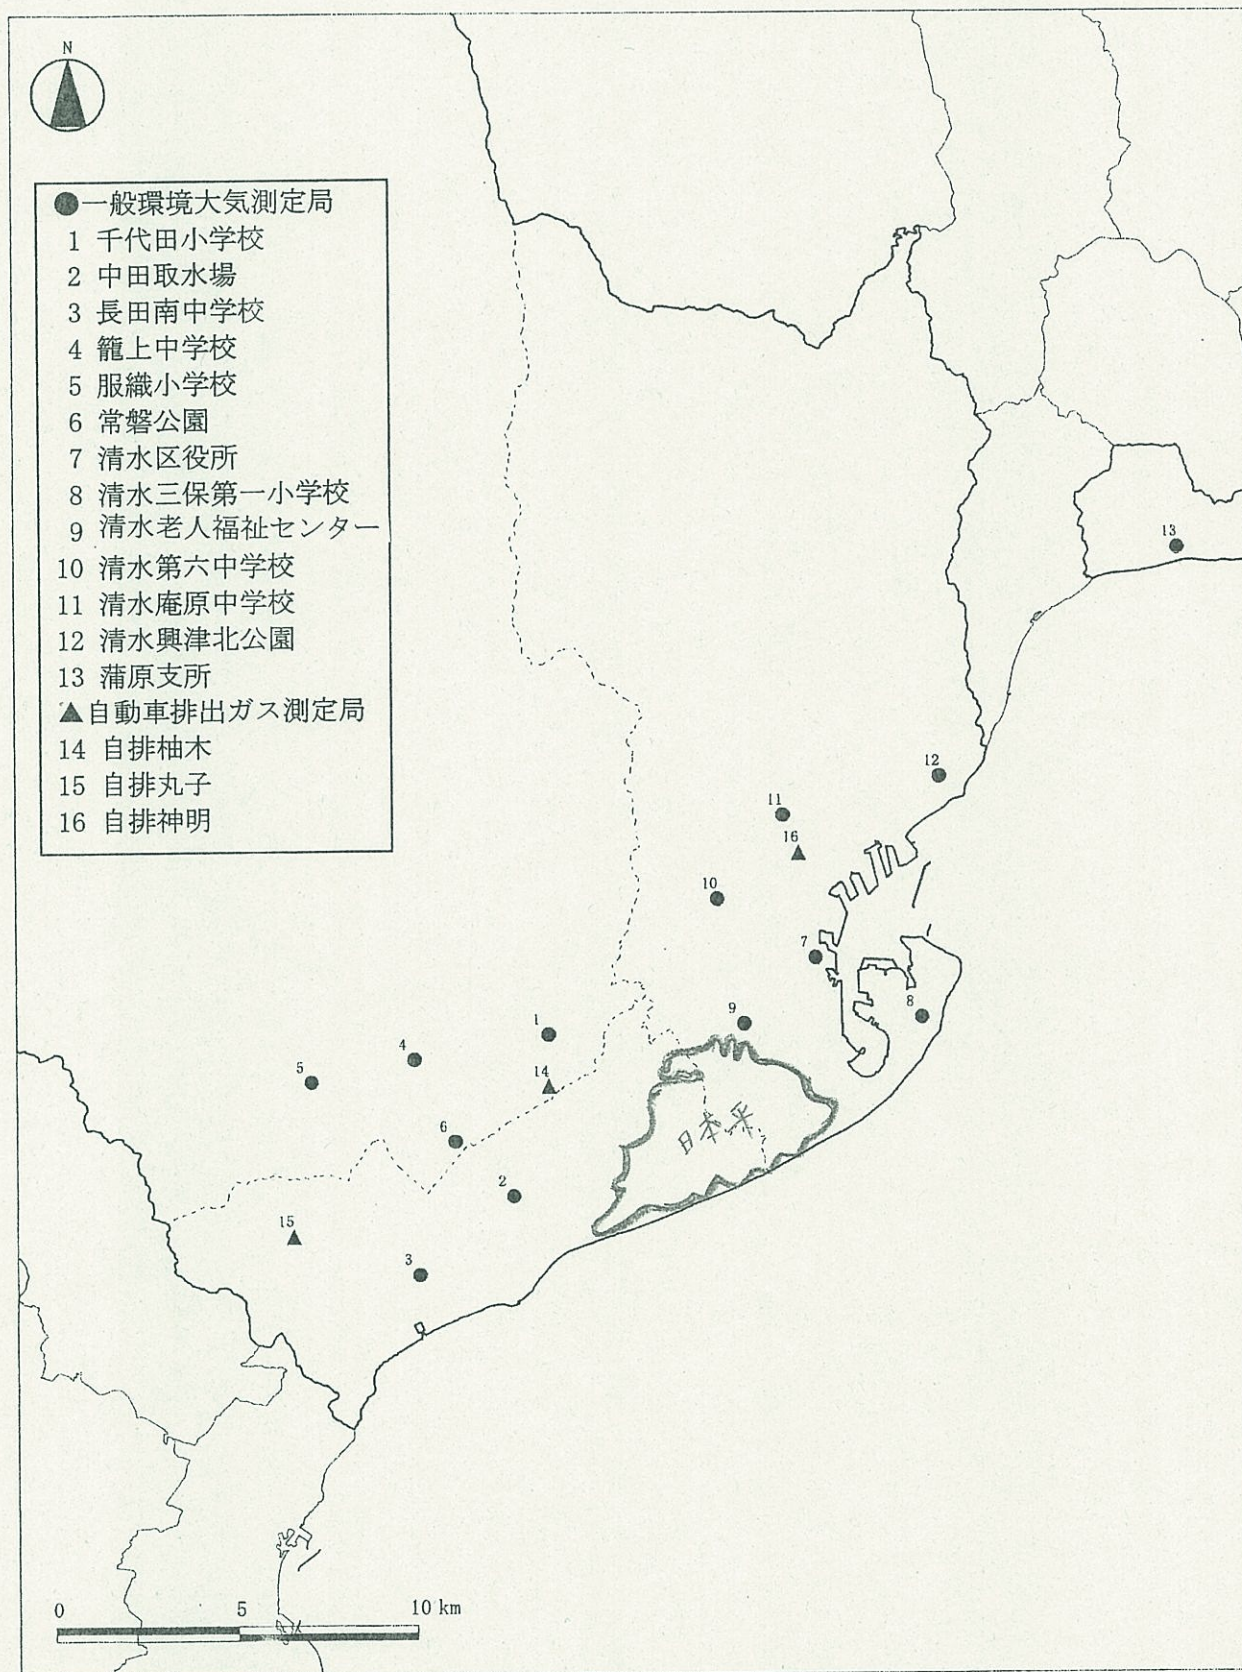 N
●一般環境大気測定局
1 千代田小学校
2 中田取水場
3 長田南中学校
4 籠上中学校
5 服織小学校
6 常磐公園
7 清水区役所
8 清水三保第一小学校
9 清水老人福祉センター
10 清水第六中学校
11 清水庵原中学校
12 清水興津北公園
13 蒲原支所
▲自動車排出ガス測定局
14 自排柚木
15 自排丸子
16 自排神明
13
12
11
16
10
7
8
9
1
4
14
5
6
日本平
2
15
3
0 5 10 km